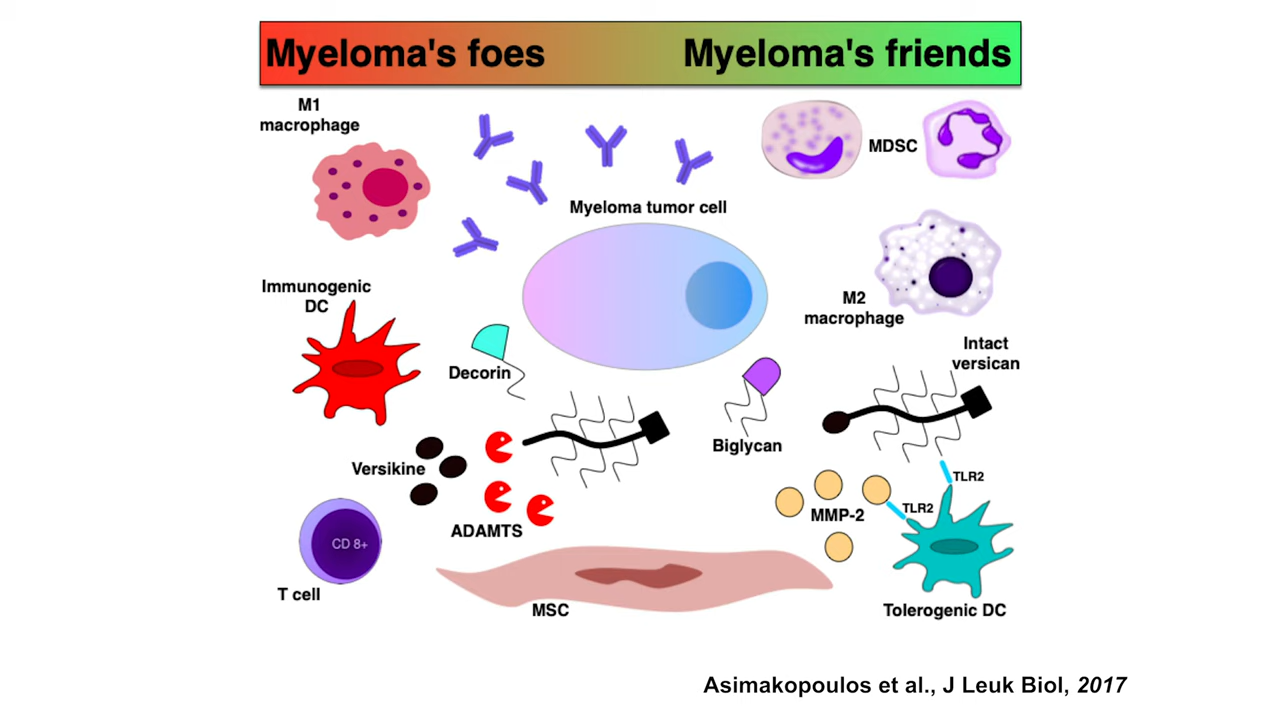 Myeloma's foes
Myeloma's friends
M1
macrophage
MDSC
Myeloma tumor cell
Immunogenic
DC
M2
macrophage
Intact
versican
Decorin
Biglycan
Versikine
TLR2
TLR2
MMP-2
ADAMTS
CD 8+
T cell
MSC
Tolerogenic DC
Asimakopoulos et al., J Leuk Biol, 2017